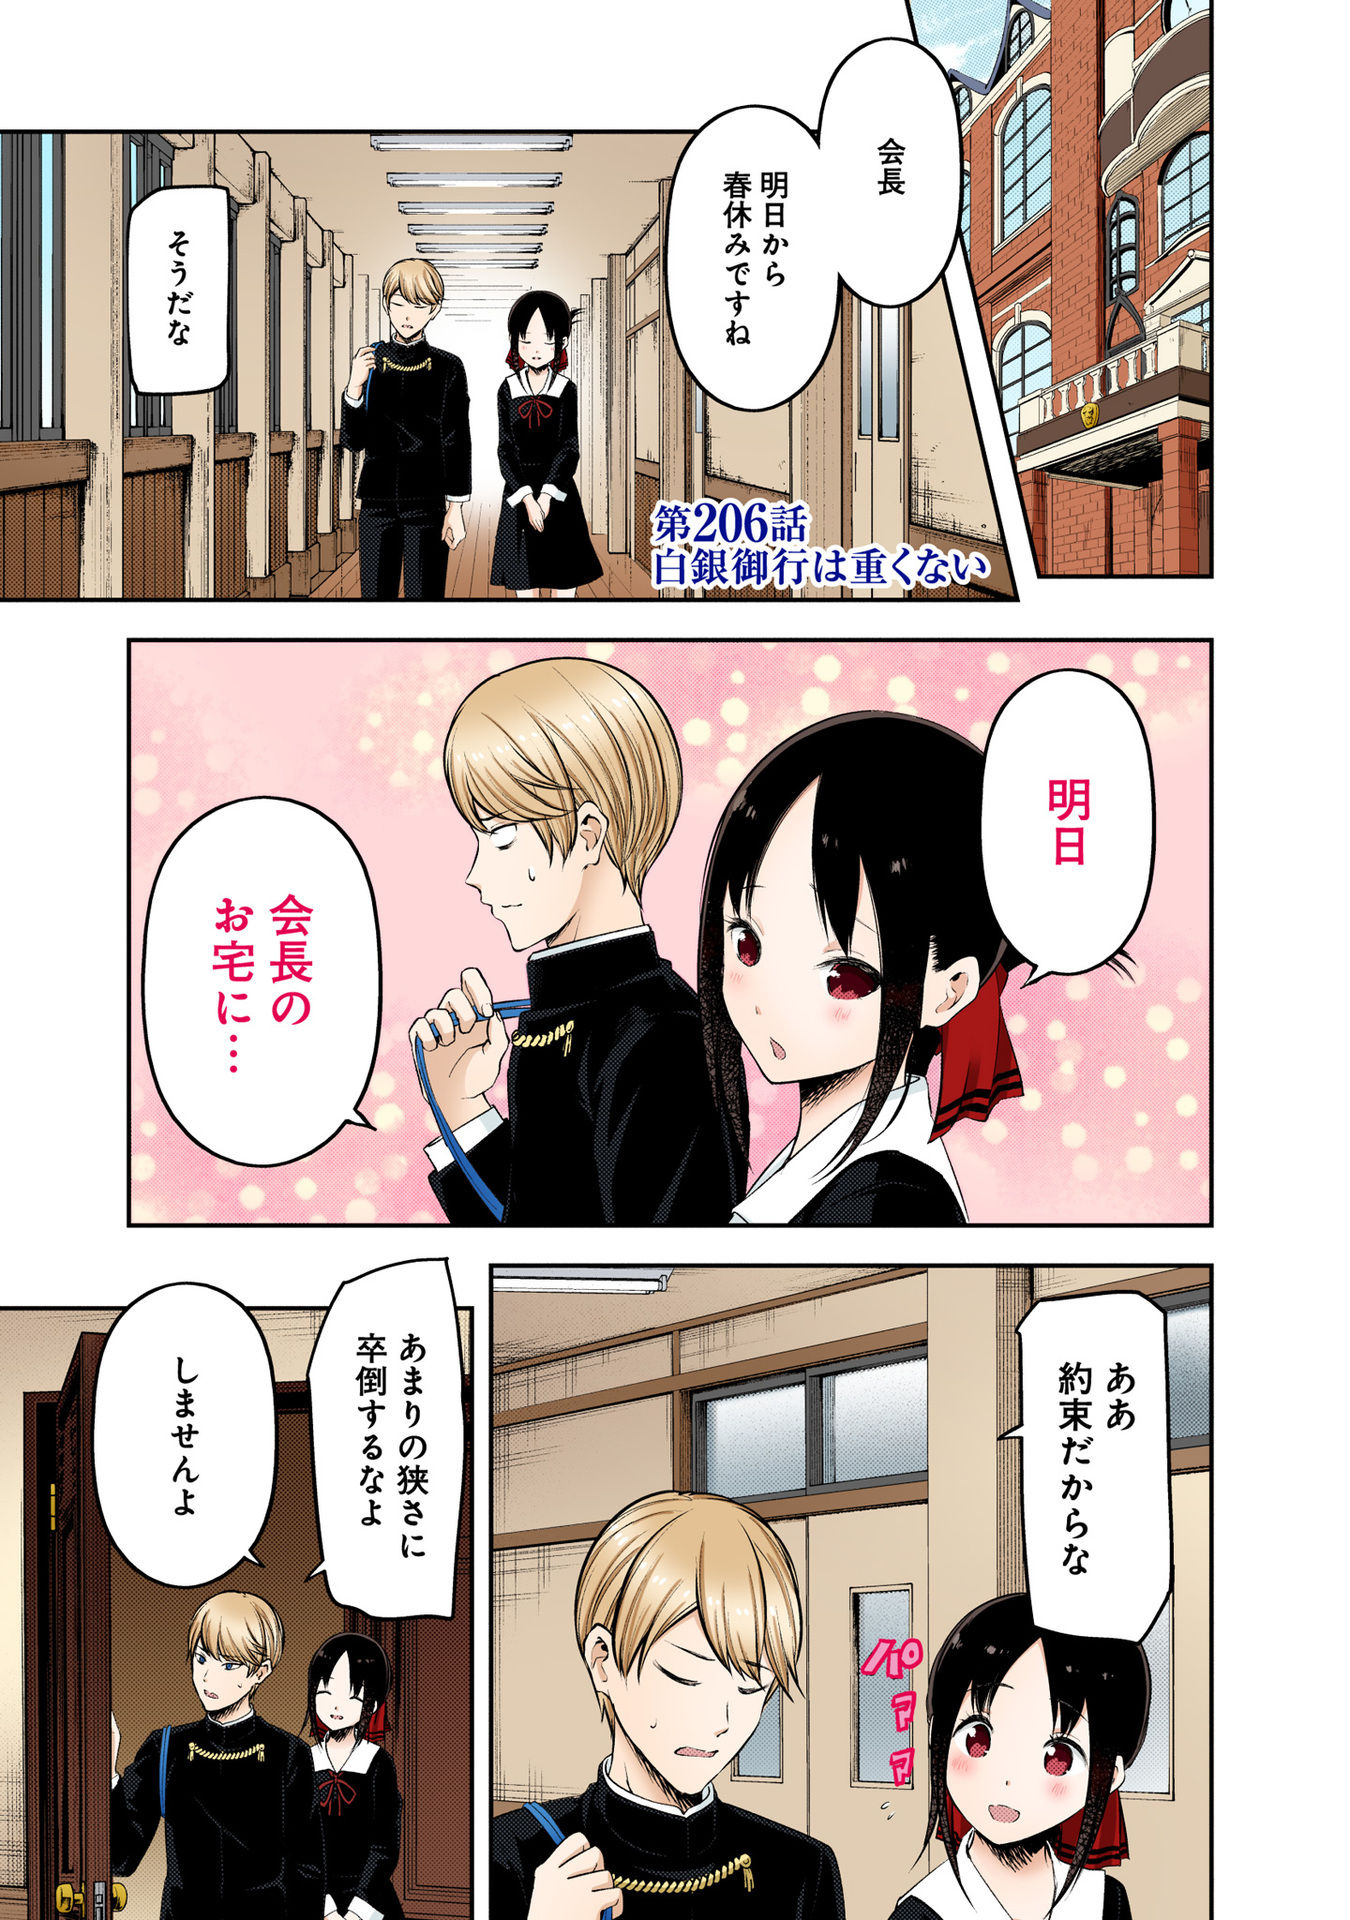 会長
明日から
春休みですね
そうだな
第206話
白銀御行は重くない
明日
会長の
お宅に…
ああ
約束だからな
パァァァ
あまりの狭さに
卒倒するなよ
しませんよ